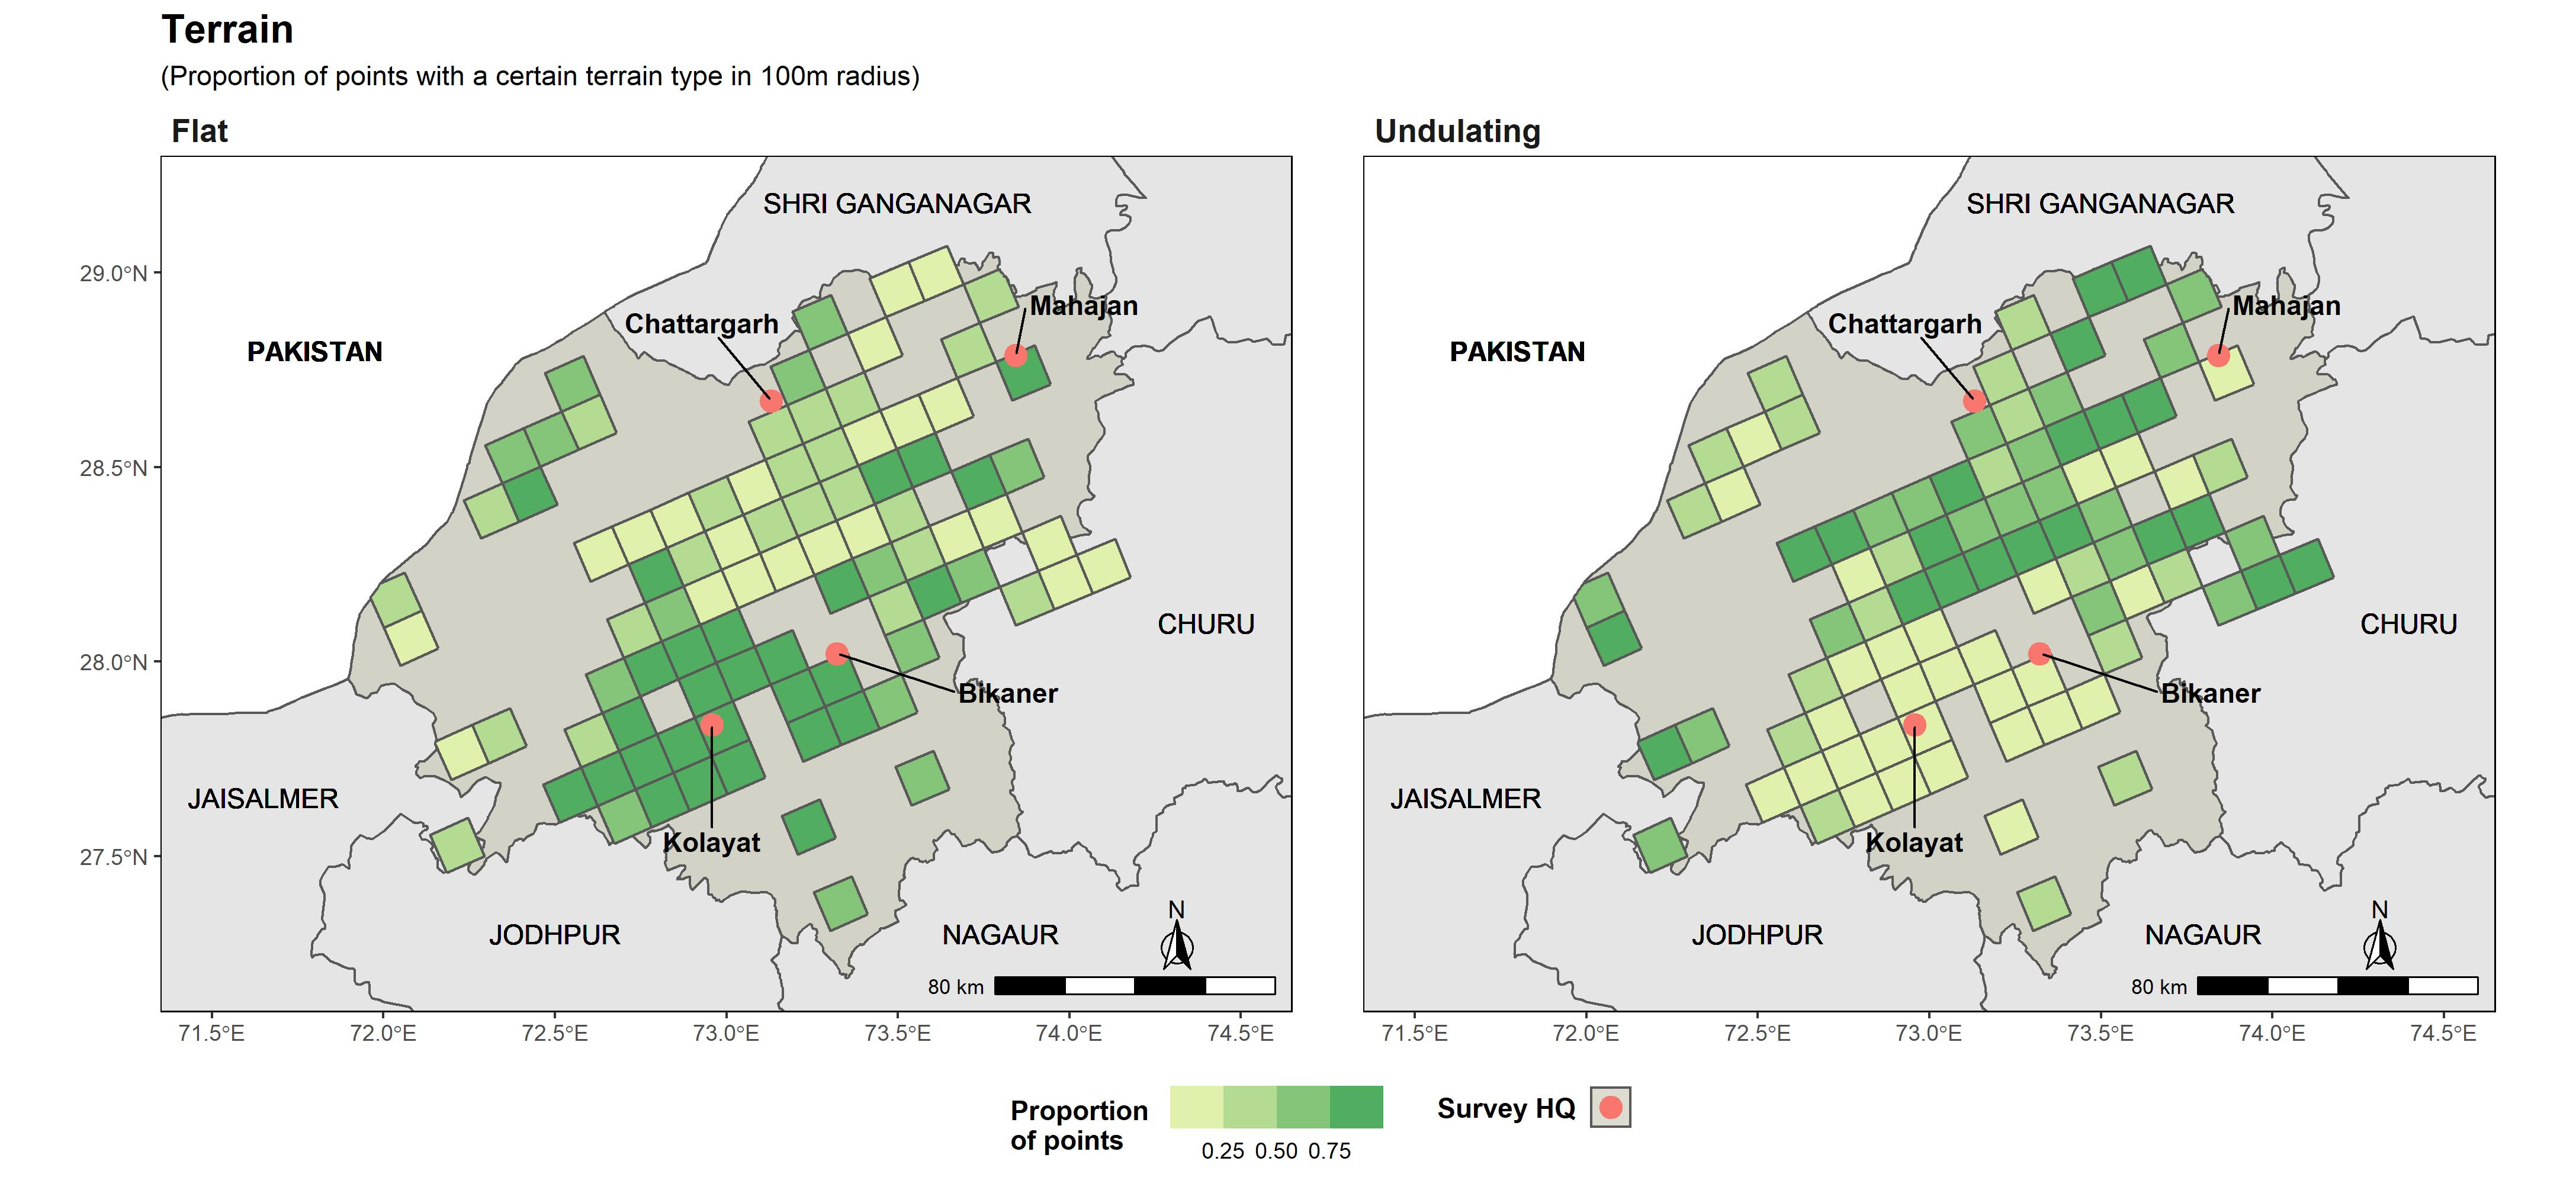 Terrain
(Proportion of points with a certain terrain type in 100m radius)
Flat
Undulating
SHRI GANGANAGAR
29.0°N
Mahajan
Chattargarh
PAKISTAN
28.5°N
CHURU
28.0°N
Bikaner
JAISALMER
Kolayat
27.5°N
N
JODHPUR
NAGAUR
80 km
71.5°E 72.0°E 72.5°E 73.0°E 73.5°E 74.0°E 74.5°E
SHRI GANGANAGAR
Mahajan
Chattargarh
PAKISTAN
CHURU
Bikaner
JAISALMER
Kolayat
N
JODHPUR
NAGAUR
80 km
71.5°E 72.0°E 72.5°E 73.0°E 73.5°E 74.0°E 74.5°E
Proportion
of points
0.25 0.50 0.75
Survey HQ